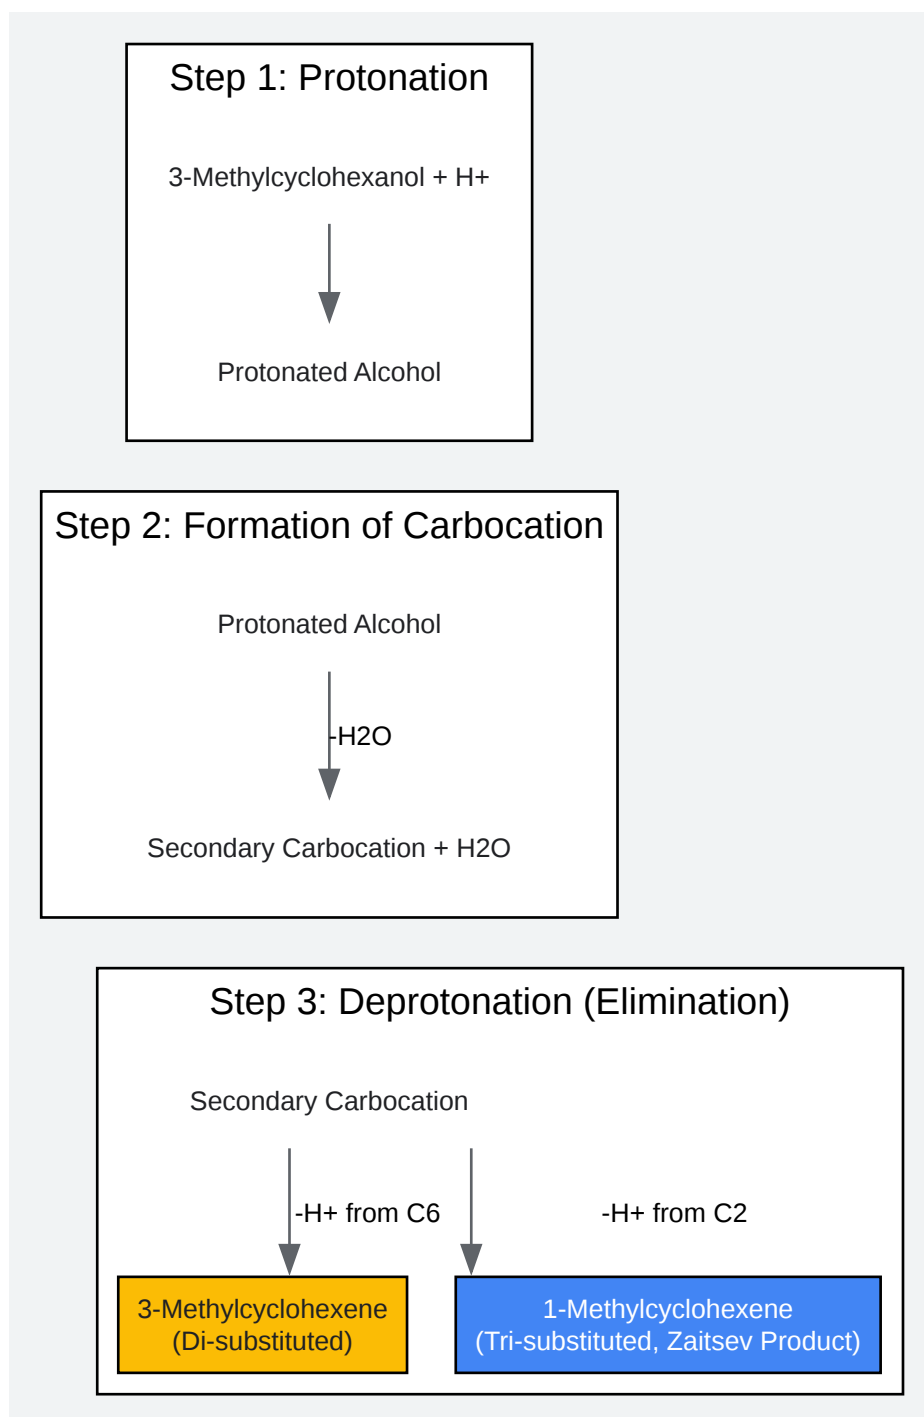 Step 1: Protonation
3-Methylcyclohexanol + H+
Protonated Alcohol
Step 2: Formation of Carbocation
Protonated Alcohol
-H2O
Secondary Carbocation + H2O
Step 3: Deprotonation (Elimination)
Secondary Carbocation
-H+ from C6
-H+ from C2
3-Methylcyclohexene
(Di-substituted)
1-Methylcyclohexene
(Tri-substituted, Zaitsev Product)